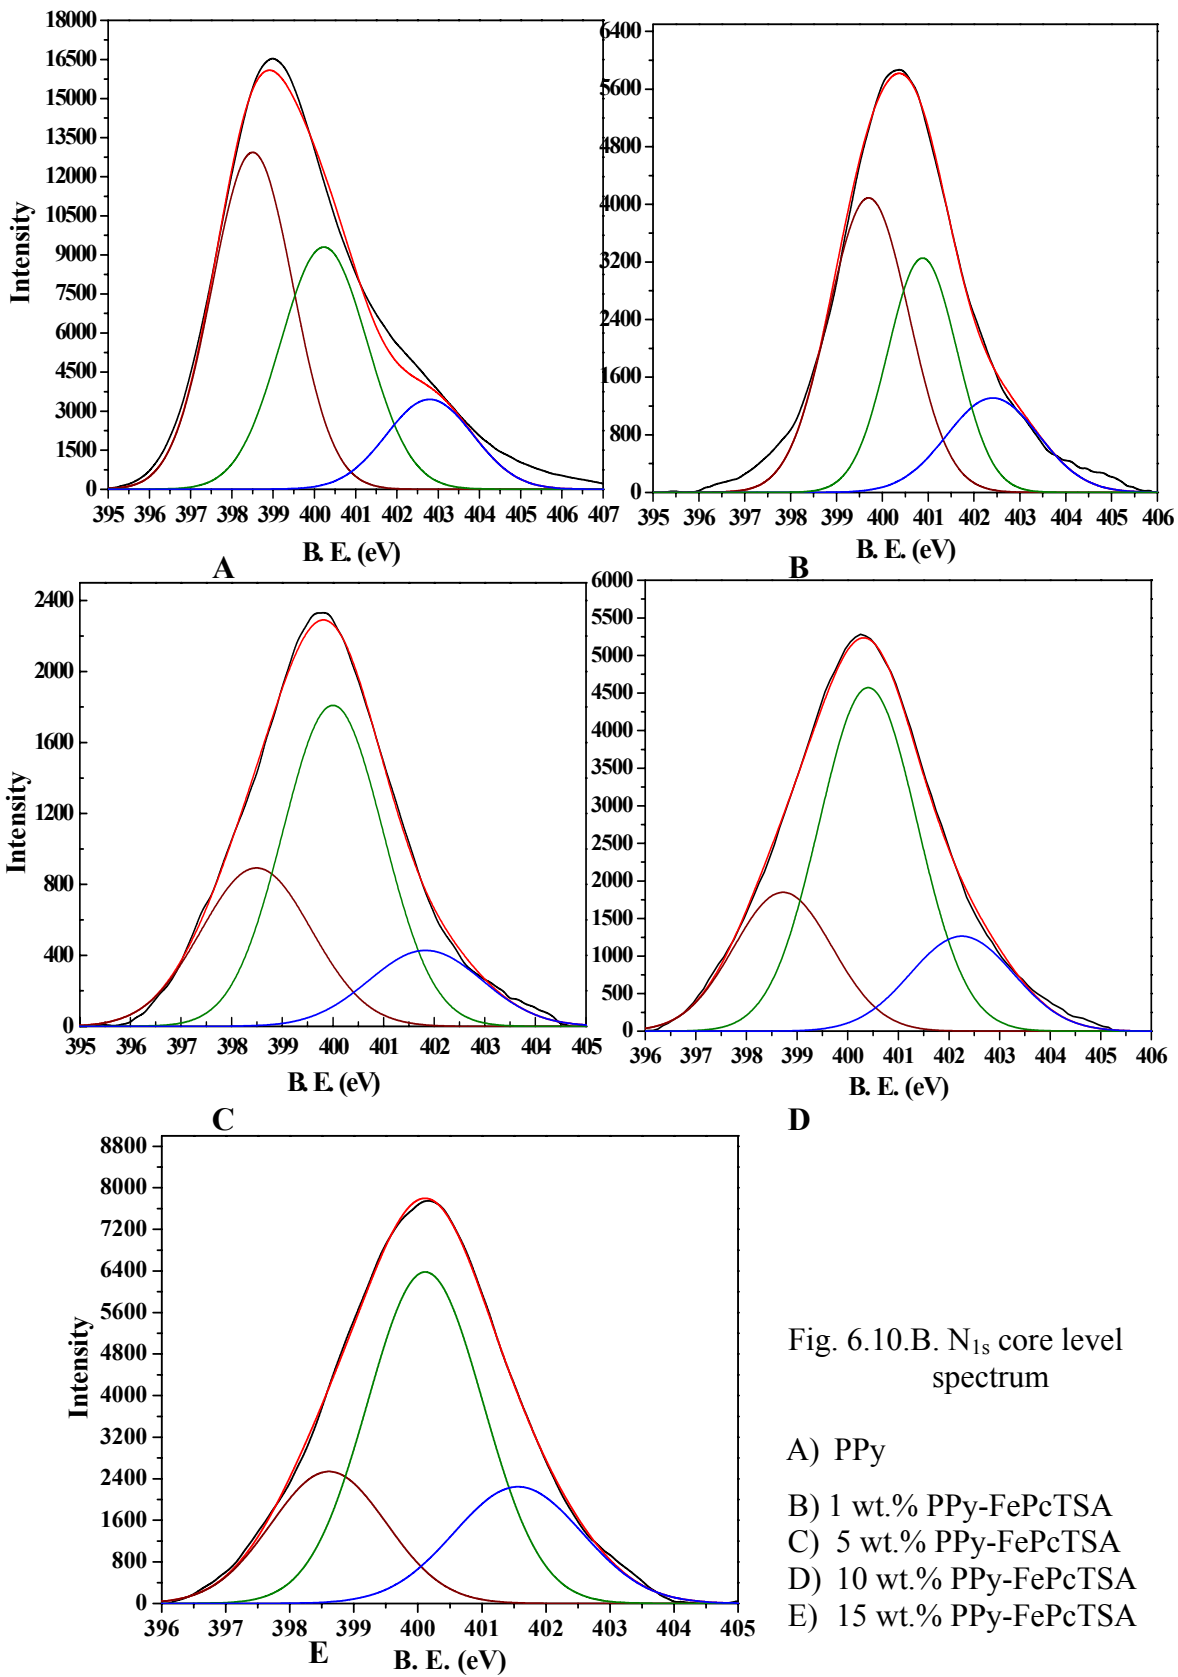 18000
16500
15000
13500
12000
10500
9000
7500
6000
4500
3000
1500
0
Intensity
395 396 397 398 399 400 401 402 403 404 405 406 407
B. E. (eV)
A
6400
5600
4800
4000
3200
2400
1600
800
0
395 396 397 398 399 400 401 402 403 404 405 406
B. E. (eV)
B
2400
2000
1600
1200
800
400
0
Intensity
395 396 397 398 399 400 401 402 403 404 405
B. E. (eV)
C
6000
5500
5000
4500
4000
3500
3000
2500
2000
1500
1000
500
0
396 397 398 399 400 401 402 403 404 405 406
B. E. (eV)
D
8800
8000
7200
6400
5600
4800
4000
3200
2400
1600
800
0
Intensity
396 397 398 399 400 401 402 403 404 405
E B. E. (eV)
Fig. 6.10.B. N1s core level
spectrum
A) PPy
B) 1 wt.% PPy-FePcTSA
C) 5 wt.% PPy-FePcTSA
D) 10 wt.% PPy-FePcTSA
E) 15 wt.% PPy-FePcTSA